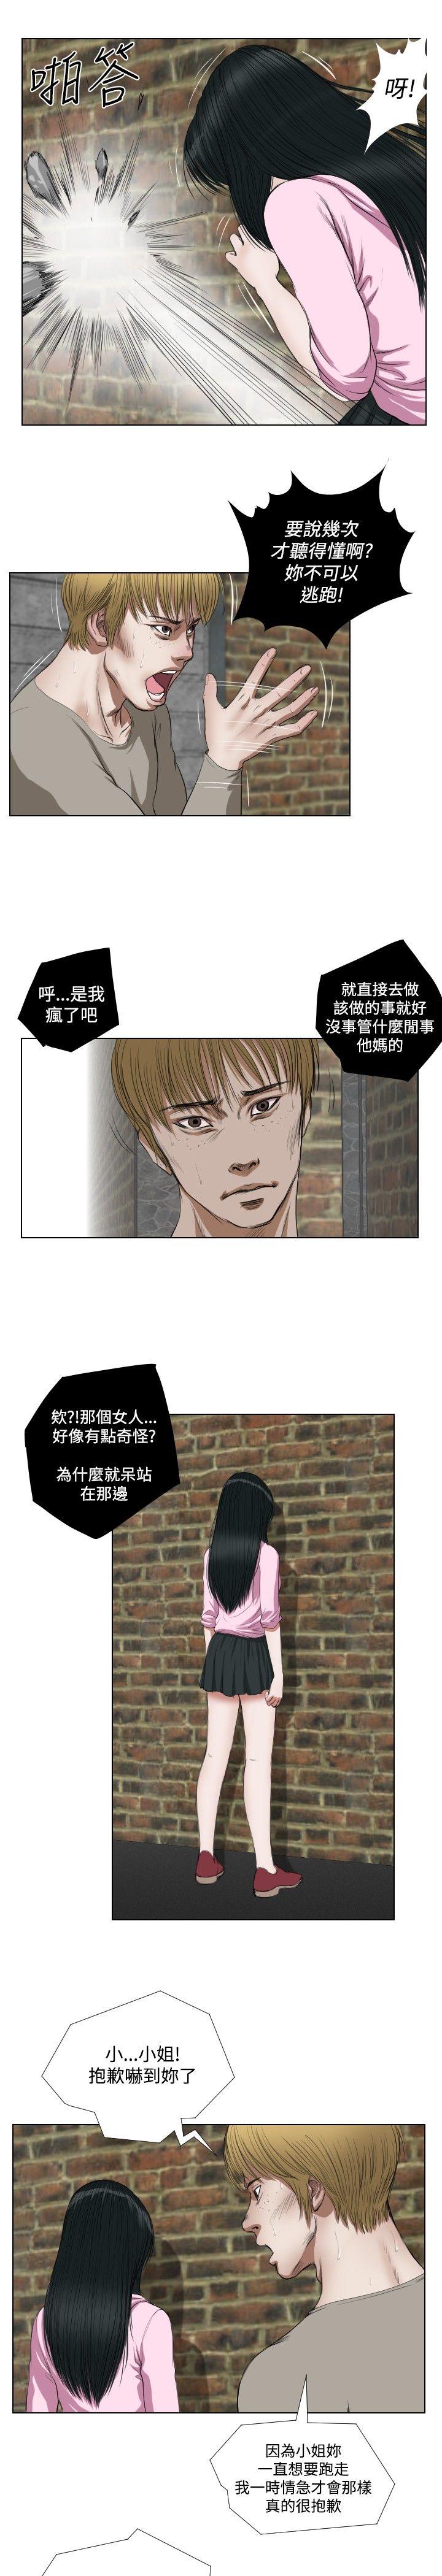 啪答
呀!
要說幾次
才聽得懂啊?
妳不可以
逃跑!
呼...是我
瘋了吧
就直接去做
該做的事就好
沒事管什麼閒事
他媽的
欸?!那個女人...
好像有點奇怪?
為什麼就呆站
在那邊
小...小姐!
抱歉嚇到妳了
因為小姐妳
一直想要跑走
我一時情急才會那樣
真的很抱歉